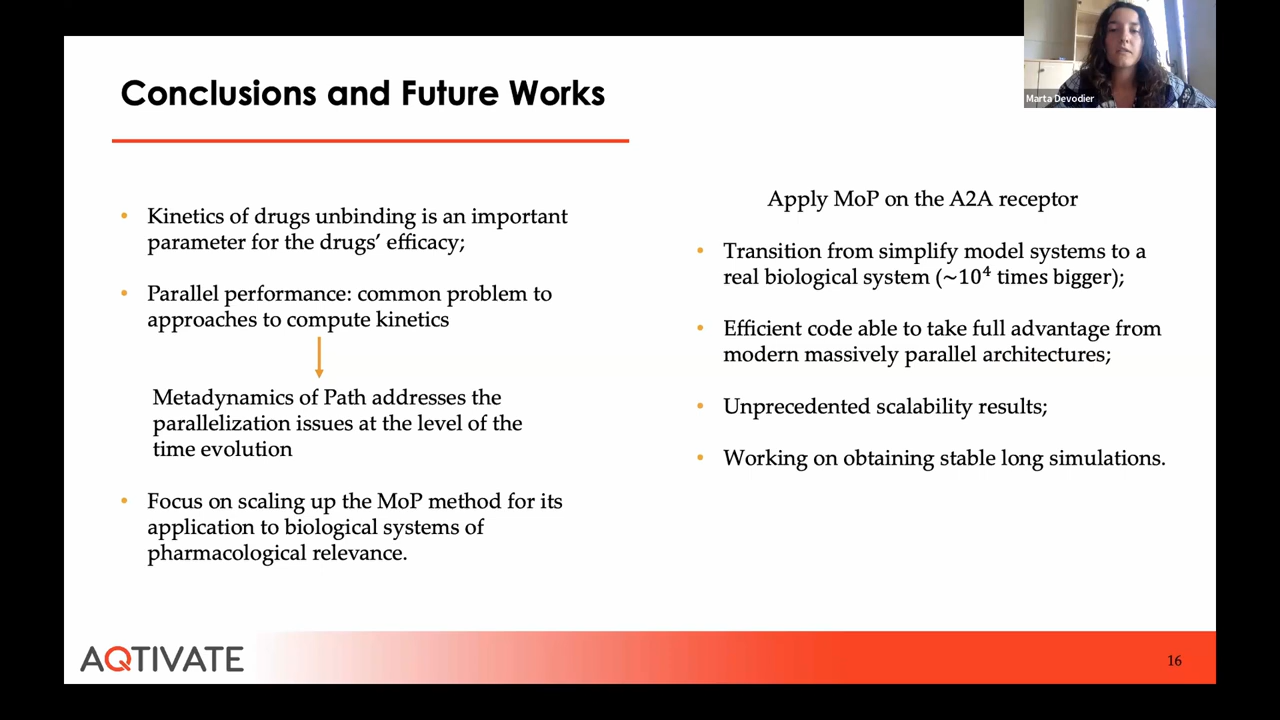 Marta Devodier
Conclusions and Future Works
• Kinetics of drugs unbinding is an important
parameter for the drugs’ efficacy;
• Parallel performance: common problem to
approaches to compute kinetics
Metadynamics of Path addresses the
parallelization issues at the level of the
time evolution
• Focus on scaling up the MoP method for its
application to biological systems of
pharmacological relevance.
Apply MoP on the A2A receptor
• Transition from simplify model systems to a
real biological system (~10⁴ times bigger);
• Efficient code able to take full advantage from
modern massively parallel architectures;
• Unprecedented scalability results;
• Working on obtaining stable long simulations.
AQTIVATE
16